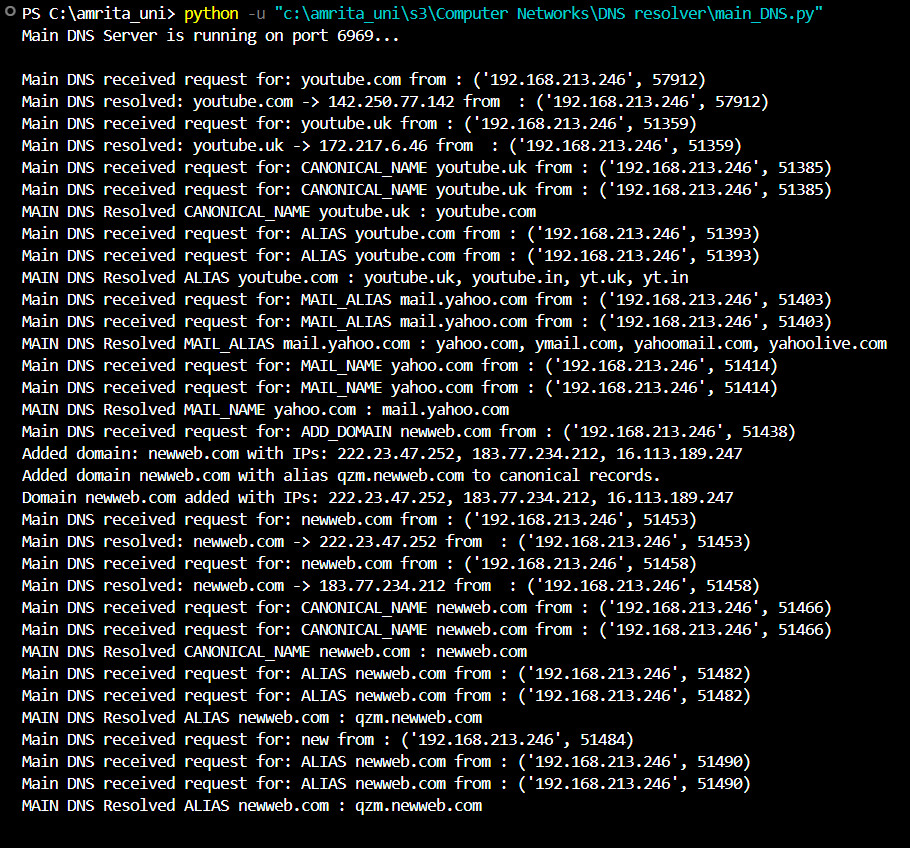 PS C:\amrita_uni> python -u "c:\amrita_uni\s3\Computer Networks\DNS resolver\main_DNS.py"
Main DNS Server is running on port 6969...
Main DNS received request for: youtube.com from : ('192.168.213.246', 57912)
Main DNS resolved: youtube.com -> 142.250.77.142 from  : ('192.168.213.246', 57912)
Main DNS received request for: youtube.uk from : ('192.168.213.246', 51359)
Main DNS resolved: youtube.uk -> 172.217.6.46 from  : ('192.168.213.246', 51359)
Main DNS received request for: CANONICAL_NAME youtube.uk from : ('192.168.213.246', 51385)
Main DNS received request for: CANONICAL_NAME youtube.uk from : ('192.168.213.246', 51385)
MAIN DNS Resolved CANONICAL_NAME youtube.uk : youtube.com
Main DNS received request for: ALIAS youtube.com from : ('192.168.213.246', 51393)
Main DNS received request for: ALIAS youtube.com from : ('192.168.213.246', 51393)
MAIN DNS Resolved ALIAS youtube.com : youtube.uk, youtube.in, yt.uk, yt.in
Main DNS received request for: MAIL_ALIAS mail.yahoo.com from : ('192.168.213.246', 51403)
Main DNS received request for: MAIL_ALIAS mail.yahoo.com from : ('192.168.213.246', 51403)
MAIN DNS Resolved MAIL_ALIAS mail.yahoo.com : yahoo.com, ymail.com, yahoomail.com, yahoolive.com
Main DNS received request for: MAIL_NAME yahoo.com from : ('192.168.213.246', 51414)
Main DNS received request for: MAIL_NAME yahoo.com from : ('192.168.213.246', 51414)
MAIN DNS Resolved MAIL_NAME yahoo.com : mail.yahoo.com
Main DNS received request for: ADD_DOMAIN newweb.com from : ('192.168.213.246', 51438)
Added domain: newweb.com with IPs: 222.23.47.252, 183.77.234.212, 16.113.189.247
Added domain newweb.com with alias qzm.newweb.com to canonical records.
Domain newweb.com added with IPs: 222.23.47.252, 183.77.234.212, 16.113.189.247
Main DNS received request for: newweb.com from : ('192.168.213.246', 51453)
Main DNS resolved: newweb.com -> 222.23.47.252 from  : ('192.168.213.246', 51453)
Main DNS received request for: newweb.com from : ('192.168.213.246', 51458)
Main DNS resolved: newweb.com -> 183.77.234.212 from  : ('192.168.213.246', 51458)
Main DNS received request for: CANONICAL_NAME newweb.com from : ('192.168.213.246', 51466)
Main DNS received request for: CANONICAL_NAME newweb.com from : ('192.168.213.246', 51466)
MAIN DNS Resolved CANONICAL_NAME newweb.com : newweb.com
Main DNS received request for: ALIAS newweb.com from : ('192.168.213.246', 51482)
Main DNS received request for: ALIAS newweb.com from : ('192.168.213.246', 51482)
MAIN DNS Resolved ALIAS newweb.com : qzm.newweb.com
Main DNS received request for: new from : ('192.168.213.246', 51484)
Main DNS received request for: ALIAS newweb.com from : ('192.168.213.246', 51490)
Main DNS received request for: ALIAS newweb.com from : ('192.168.213.246', 51490)
MAIN DNS Resolved ALIAS newweb.com : qzm.newweb.com